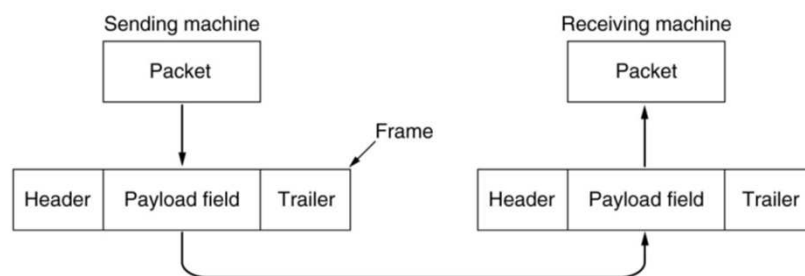 Sending machine
Receiving machine
Packet
Packet
Frame
Header
Payload field
Trailer
Header
Payload field
Trailer